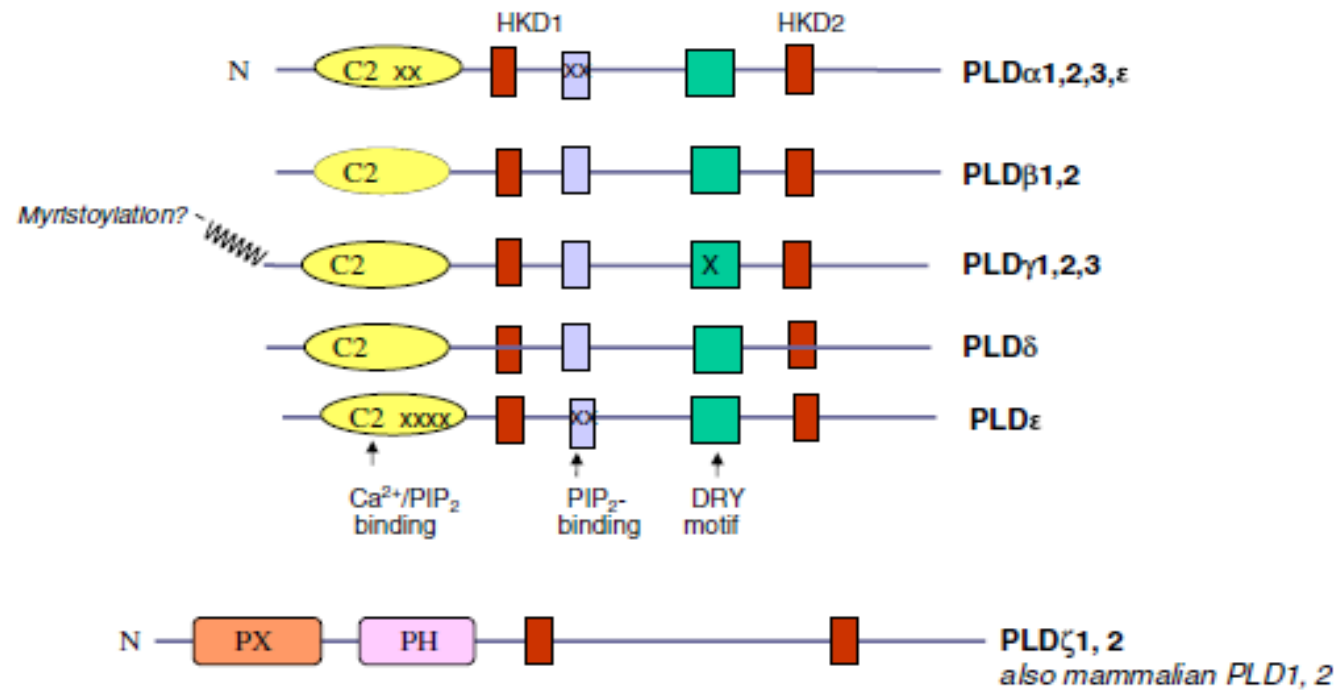 HKD1 HKD2
N C2 xx xx PLDα1,2,3,ε
C2 PLDβ1,2
Myristoylation?
C2 X PLDγ1,2,3
C2 PLDδ
C2 xxxx xx PLDε
Ca²⁺/PIP₂ binding
PIP₂- binding
DRY motif
N PX PH PLDζ1, 2
also mammalian PLD1, 2